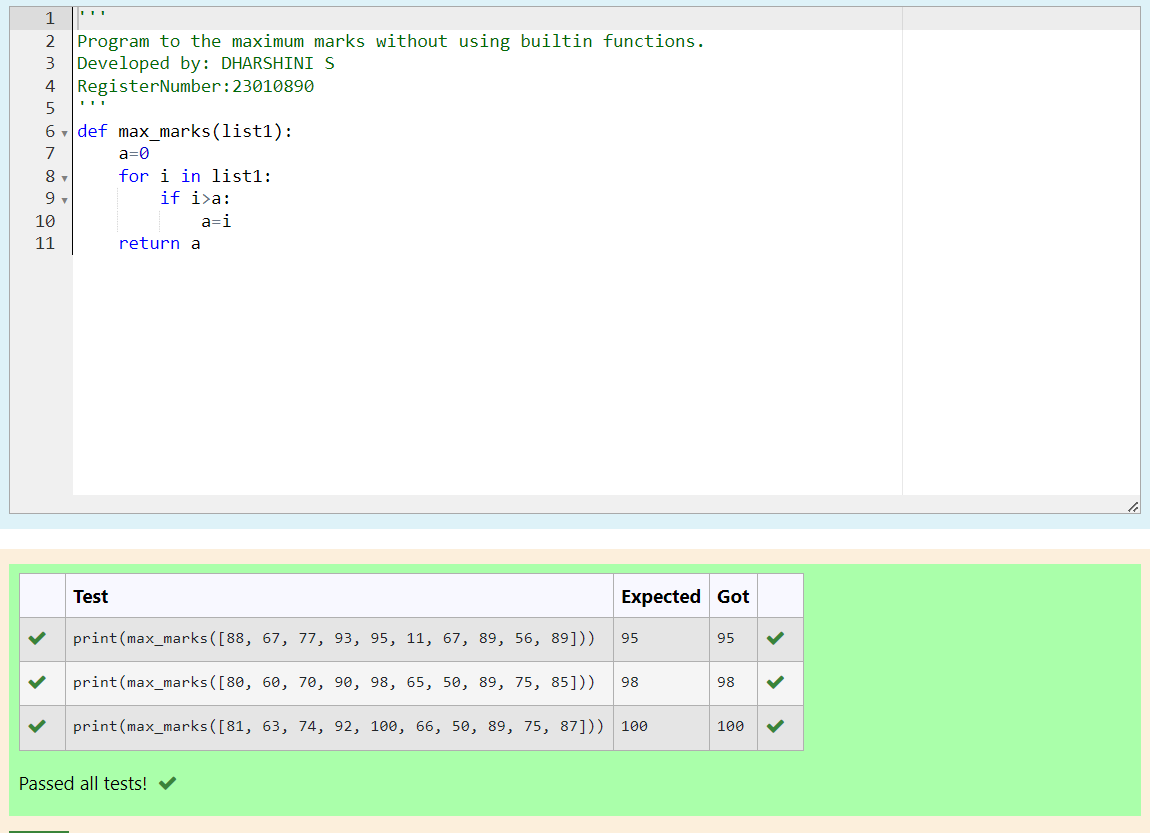 1 '''
2 Program to the maximum marks without using builtin functions.
3 Developed by: DHARSHINI S
4 RegisterNumber:23010890
5 '''
6 def max_marks(list1):
7     a=0
8     for i in list1:
9         if i>a:
10             a=i
11     return a
Test Expected Got
print(max_marks([88, 67, 77, 93, 95, 11, 67, 89, 56, 89])) 95 95
print(max_marks([80, 60, 70, 90, 98, 65, 50, 89, 75, 85])) 98 98
print(max_marks([81, 63, 74, 92, 100, 66, 50, 89, 75, 87])) 100 100
Passed all tests!